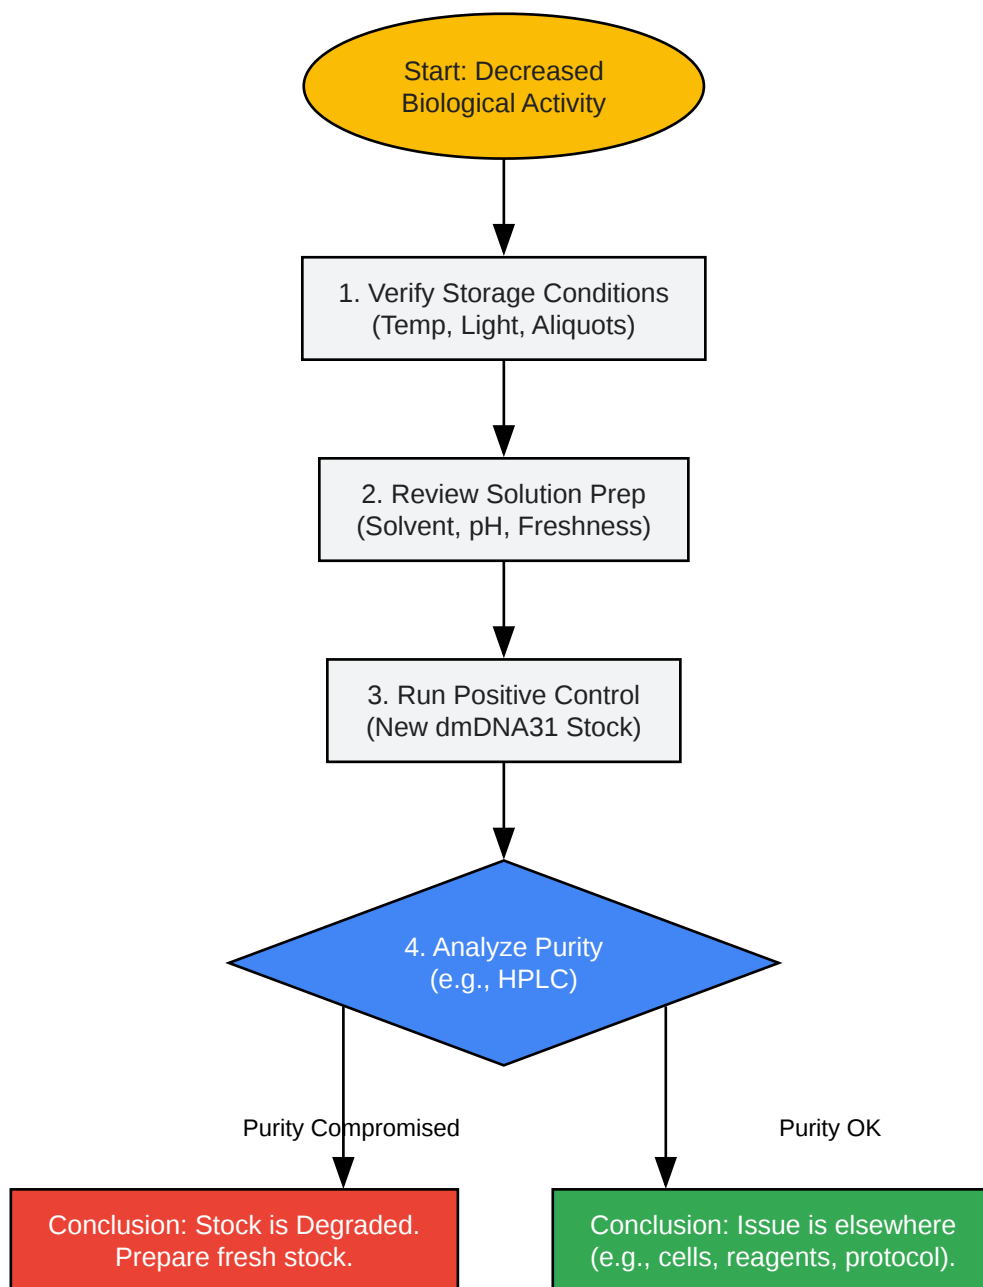 Start: Decreased
Biological Activity
1. Verify Storage Conditions
(Temp, Light, Aliquots)
2. Review Solution Prep
(Solvent, pH, Freshness)
3. Run Positive Control
(New dmDNA31 Stock)
4. Analyze Purity
(e.g., HPLC)
Purity Compromised
Purity OK
Conclusion: Stock is Degraded.
Prepare fresh stock.
Conclusion: Issue is elsewhere
(e.g., cells, reagents, protocol).